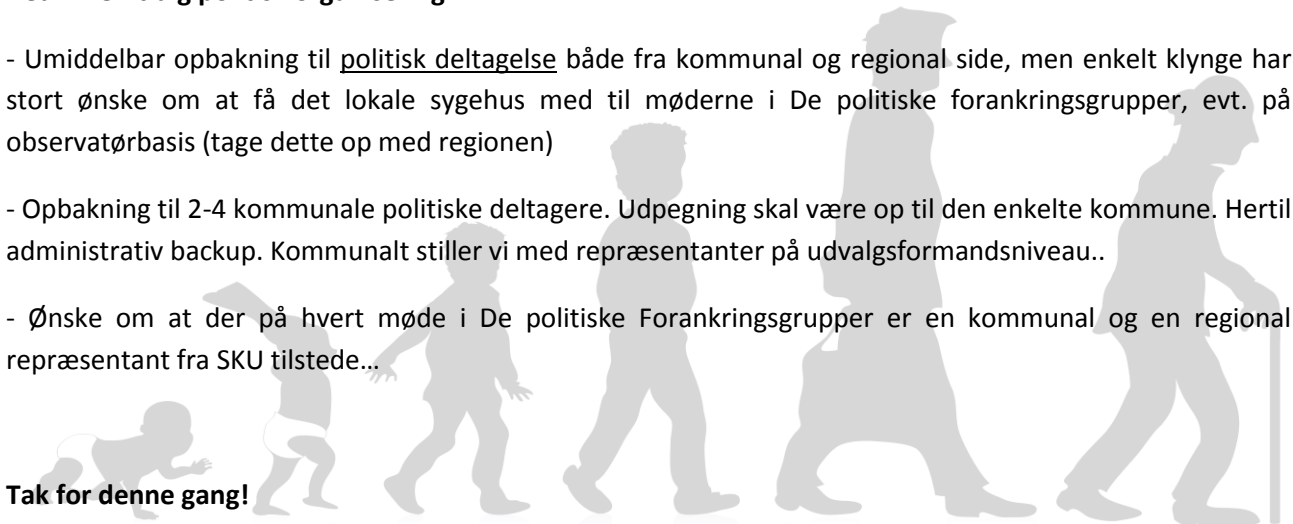 - Umiddelbar opbakning til politisk deltagelse både fra kommunal og regional side, men enkelt klynge har
stort ønske om at få det lokale sygehus med til møderne i De politiske forankringsgrupper, evt. på
observatørbasis (tage dette op med regionen)
- Opbakning til 2-4 kommunale politiske deltagere. Udpegning skal være op til den enkelte kommune. Hertil
administrativ backup. Kommunalt stiller vi med repræsentanter på udvalgsformandsniveau..
- Ønske om at der på hvert møde i De politiske Forankringsgrupper er en kommunal og en regional
repræsentant fra SKU tilstede…
Tak for denne gang!